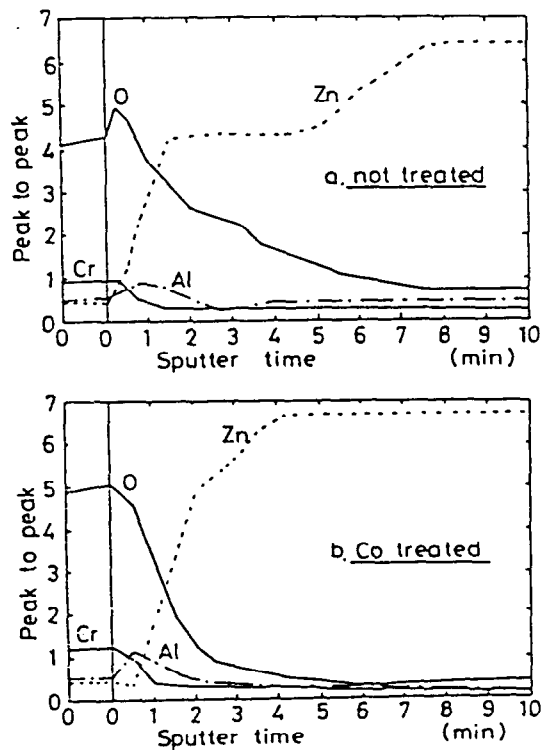 7
6
5
4
3
2
1
0
Peak to peak
O
Zn
Cr
Al
a. not treated
0 0 1 2 3 4 5 6 7 8 9 10
Sputter time (min)
7
6
5
4
3
2
1
0
Peak to peak
O
Zn
Cr
Al
b. Co treated
0 0 1 2 3 4 5 6 7 8 9 10
Sputter time (min)